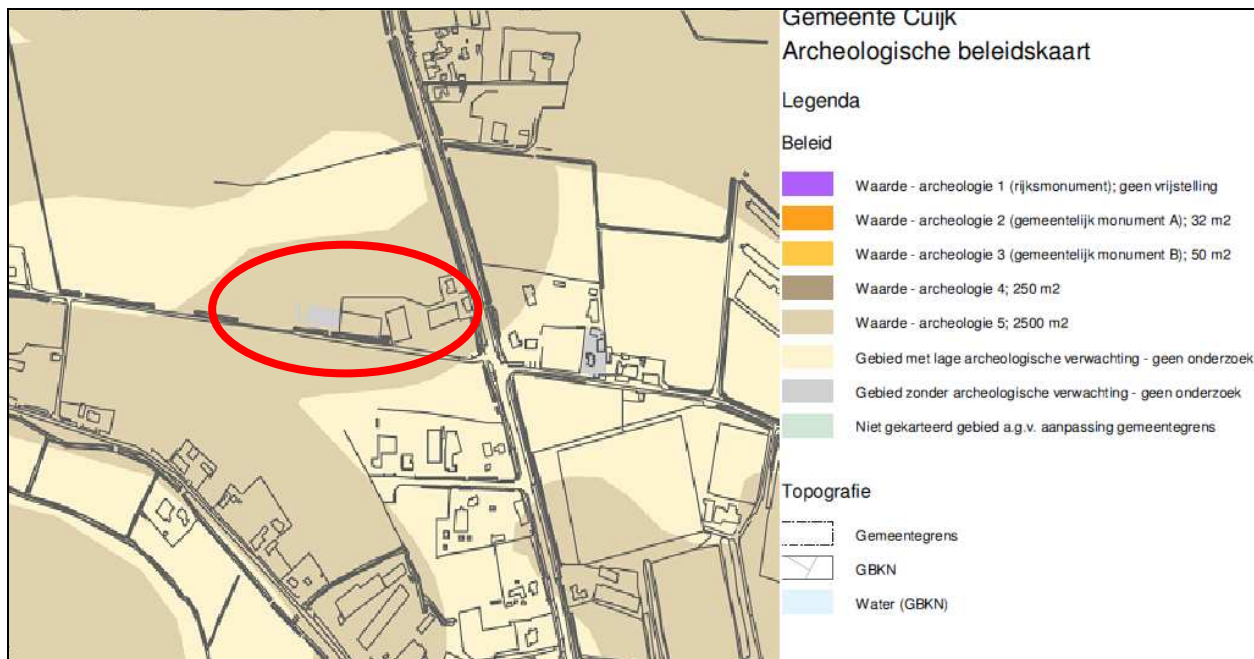 Gemeente Cuijk
Archeologische beleidskaart
Legenda
Beleid
Waarde - archeologie 1 (rijksmonument); geen vrijstelling
Waarde - archeologie 2 (gemeentelijk monument A); 32 m2
Waarde - archeologie 3 (gemeentelijk monument B); 50 m2
Waarde - archeologie 4; 250 m2
Waarde - archeologie 5; 2500 m2
Gebied met lage archeologische verwachting - geen onderzoek
Gebied zonder archeologische verwachting - geen onderzoek
Niet gekarteerd gebied a.g.v. aanpassing gemeentegrens
Topografie
Gemeentegrens
GBKN
Water (GBKN)